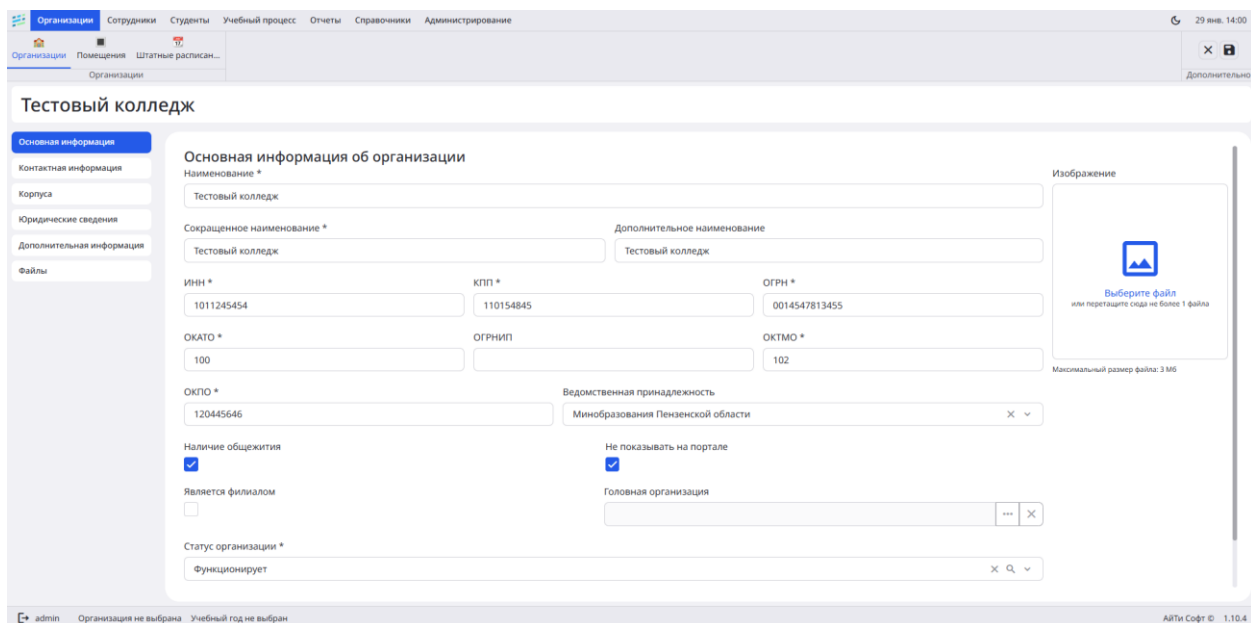 Организации Сотрудники Студенты Учебный процесс Отчеты Справочники Администрирование 29 янв. 14:00
Организации Помещения Штатные расписан...
Организации Дополнительно
Тестовый колледж
Основная информация
Контактная информация
Корпуса
Юридические сведения
Дополнительная информация
Файлы
Основная информация об организации
Наименование * Изображение
Тестовый колледж
Сокращенное наименование * Дополнительное наименование
Тестовый колледж Тестовый колледж
ИНН * КПП * ОГРН *
1011245454 110154845 0014547813455
Выберите файл
или перетащите сюда не более 1 файла
ОКАТО * ОГРНИП ОКТМО *
100 102
Максимальный размер файла: 3 Мб
ОКПО * Ведомственная принадлежность
120445646 Минобразования Пензенской области
Наличие общежития Не показывать на портале
Является филиалом Головная организация
Статус организации *
Функционирует
admin Организация не выбрана Учебный год не выбран АйТи Софт © 1.10.4